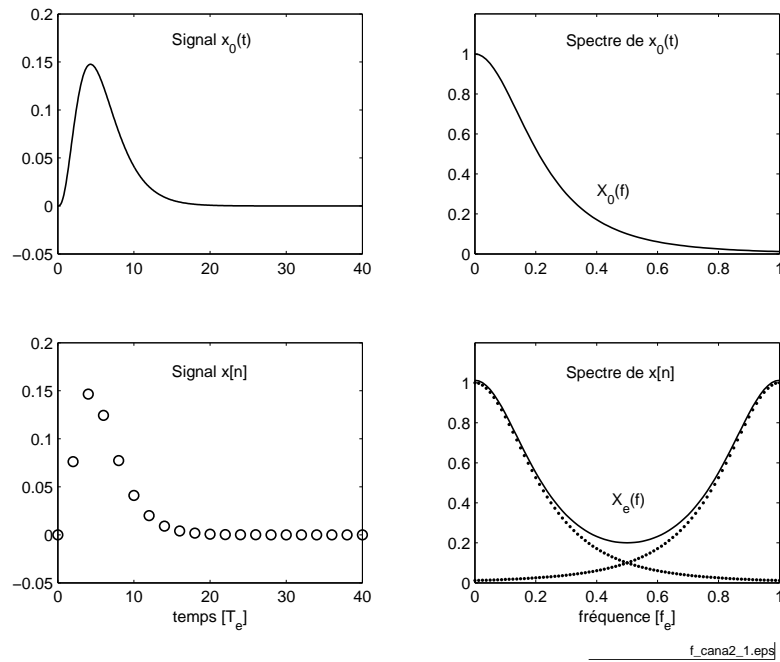 Signal x0(t)
0.2
0.15
0.1
0.05
0
−0.05
0 10 20 30 40
Spectre de x0(t)
1
0.8
0.6
0.4
0.2
0
X0(f)
0 0.2 0.4 0.6 0.8 1
Signal x[n]
0.2
0.15
0.1
0.05
0
−0.05
0 10 20 30 40
temps [Te]
Spectre de x[n]
1
0.8
0.6
0.4
0.2
0
Xe(f)
0 0.2 0.4 0.6 0.8 1
fréquence [fe]
f_cana2_1.eps